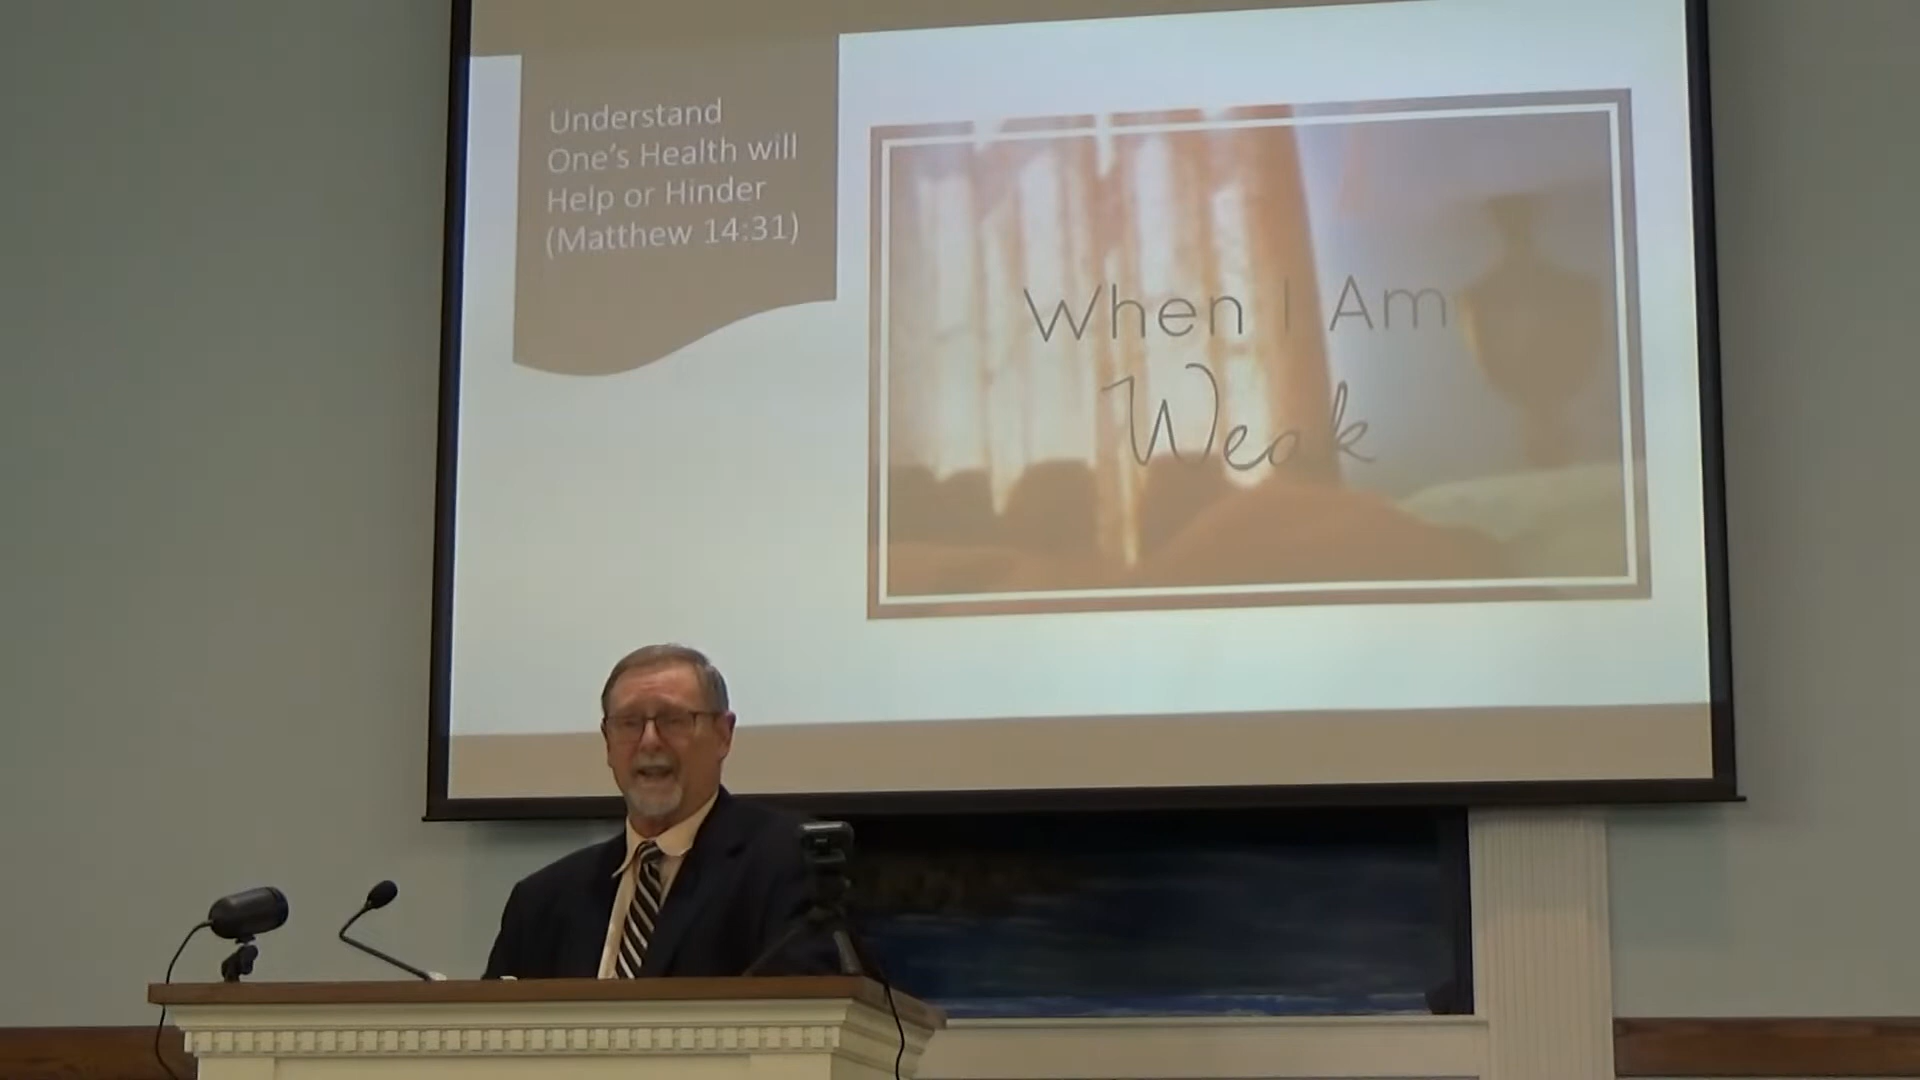 Understand
One’s Health will
Help or Hinder
(Matthew 14:31)
When I Am
Weak